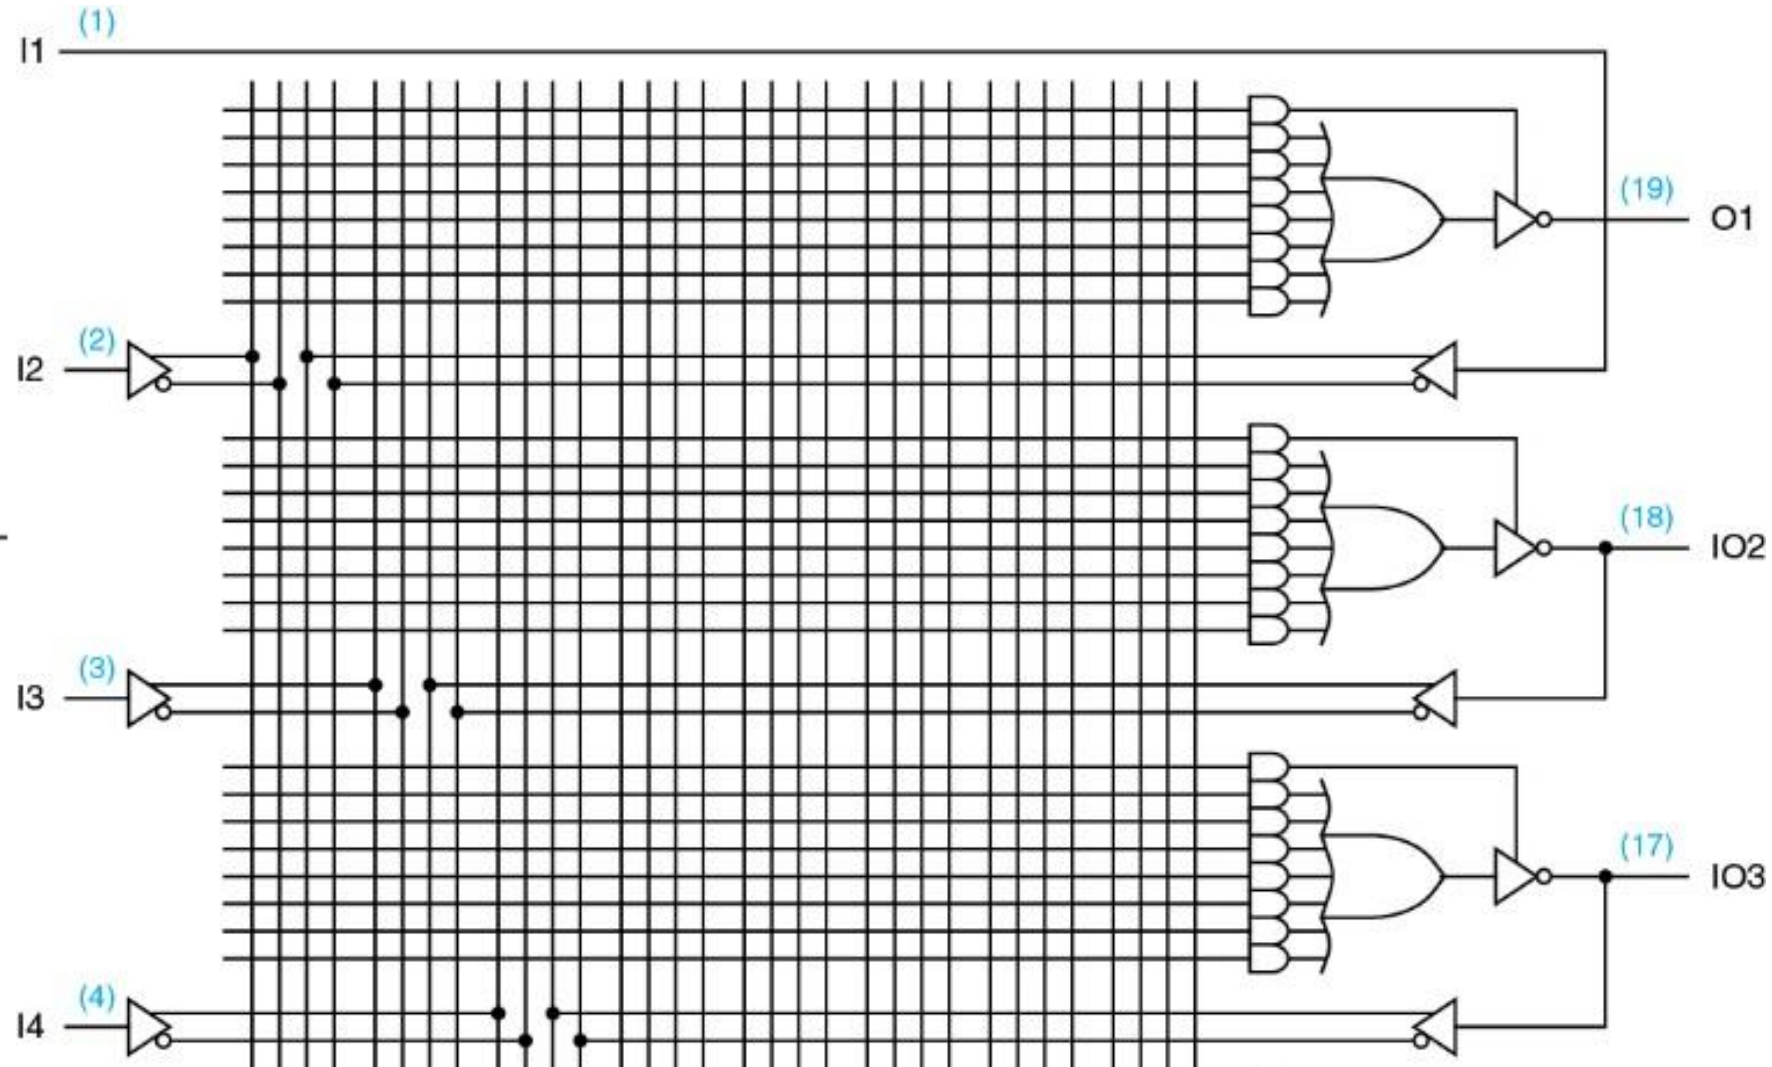 (1)
I1
(19)
O1
(2)
I2
(18)
IO2
(3)
I3
(17)
IO3
(4)
I4